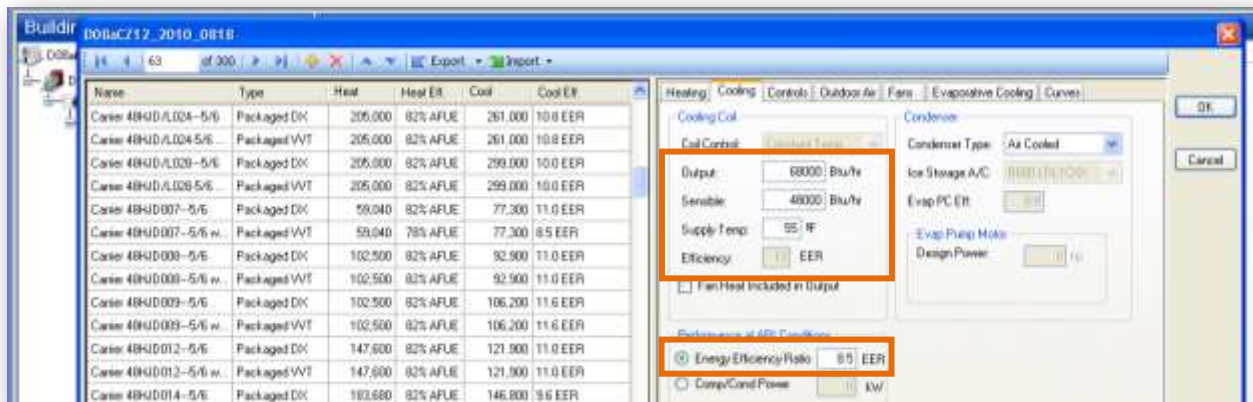 Buildin
D08aCZ12_2010_081B
63 of 300 Export Import
Name Type Heat Heat Eff. Cool Cool Eff.
Carrier 48HJD/L024--5/6 Packaged DX 205,000 82% AFUE 261,000 10.8 EER
Carrier 48HJD/L024-5/6 ... Packaged VVT 205,000 82% AFUE 261,000 10.8 EER
Carrier 48HJD/L028--5/6 Packaged DX 205,000 82% AFUE 299,000 10.0 EER
Carrier 48HJD/L028-5/6 ... Packaged VVT 205,000 82% AFUE 299,000 10.0 EER
Carrier 48HJD007--5/6 Packaged DX 59,040 82% AFUE 77,300 11.0 EER
Carrier 48HJD007--5/6 w... Packaged VVT 59,040 78% AFUE 77,300 8.5 EER
Carrier 48HJD008--5/6 Packaged DX 102,500 82% AFUE 92,900 11.0 EER
Carrier 48HJD008--5/6 w... Packaged VVT 102,500 82% AFUE 92,900 11.0 EER
Carrier 48HJD009--5/6 Packaged DX 102,500 82% AFUE 106,200 11.6 EER
Carrier 48HJD009--5/6 w... Packaged VVT 102,500 82% AFUE 106,200 11.6 EER
Carrier 48HJD012--5/6 Packaged DX 147,600 82% AFUE 121,900 11.0 EER
Carrier 48HJD012--5/6 w... Packaged VVT 147,600 82% AFUE 121,900 11.0 EER
Carrier 48HJD014--5/6 Packaged DX 183,680 82% AFUE 146,800 9.6 EER
Heating Cooling Controls Outdoor Air Fans Evaporative Cooling Curves
Cooling Coil
Coil Control: Constant Temp
Output: 68000 Btu/hr
Sensible: 48000 Btu/hr
Supply Temp: 55 °F
Efficiency: EER
Fan Heat Included in Output
Performance at ARI Conditions
Energy Efficiency Ratio 8.5 EER
Comp/Cond Power 0 kW
Condenser
Condenser Type: Air Cooled
Ice Storage A/C:
Evap PC Eff:
Evap Pump Motor
Design Power: 0 hp
OK
Cancel